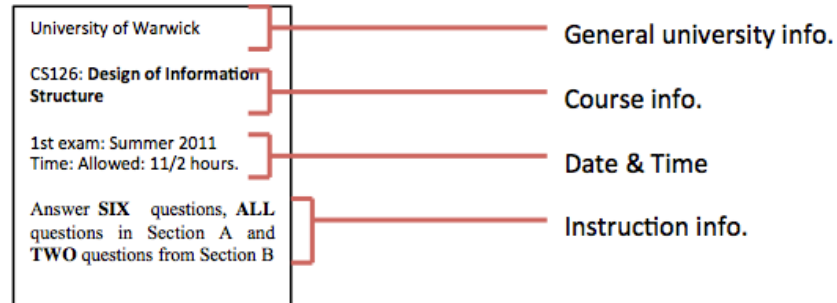 University of Warwick
General university info.
CS126: Design of Information
Structure
Course info.
1st exam: Summer 2011
Time: Allowed: 11/2 hours.
Date & Time
Answer SIX questions, ALL
questions in Section A and
TWO questions from Section B
Instruction info.